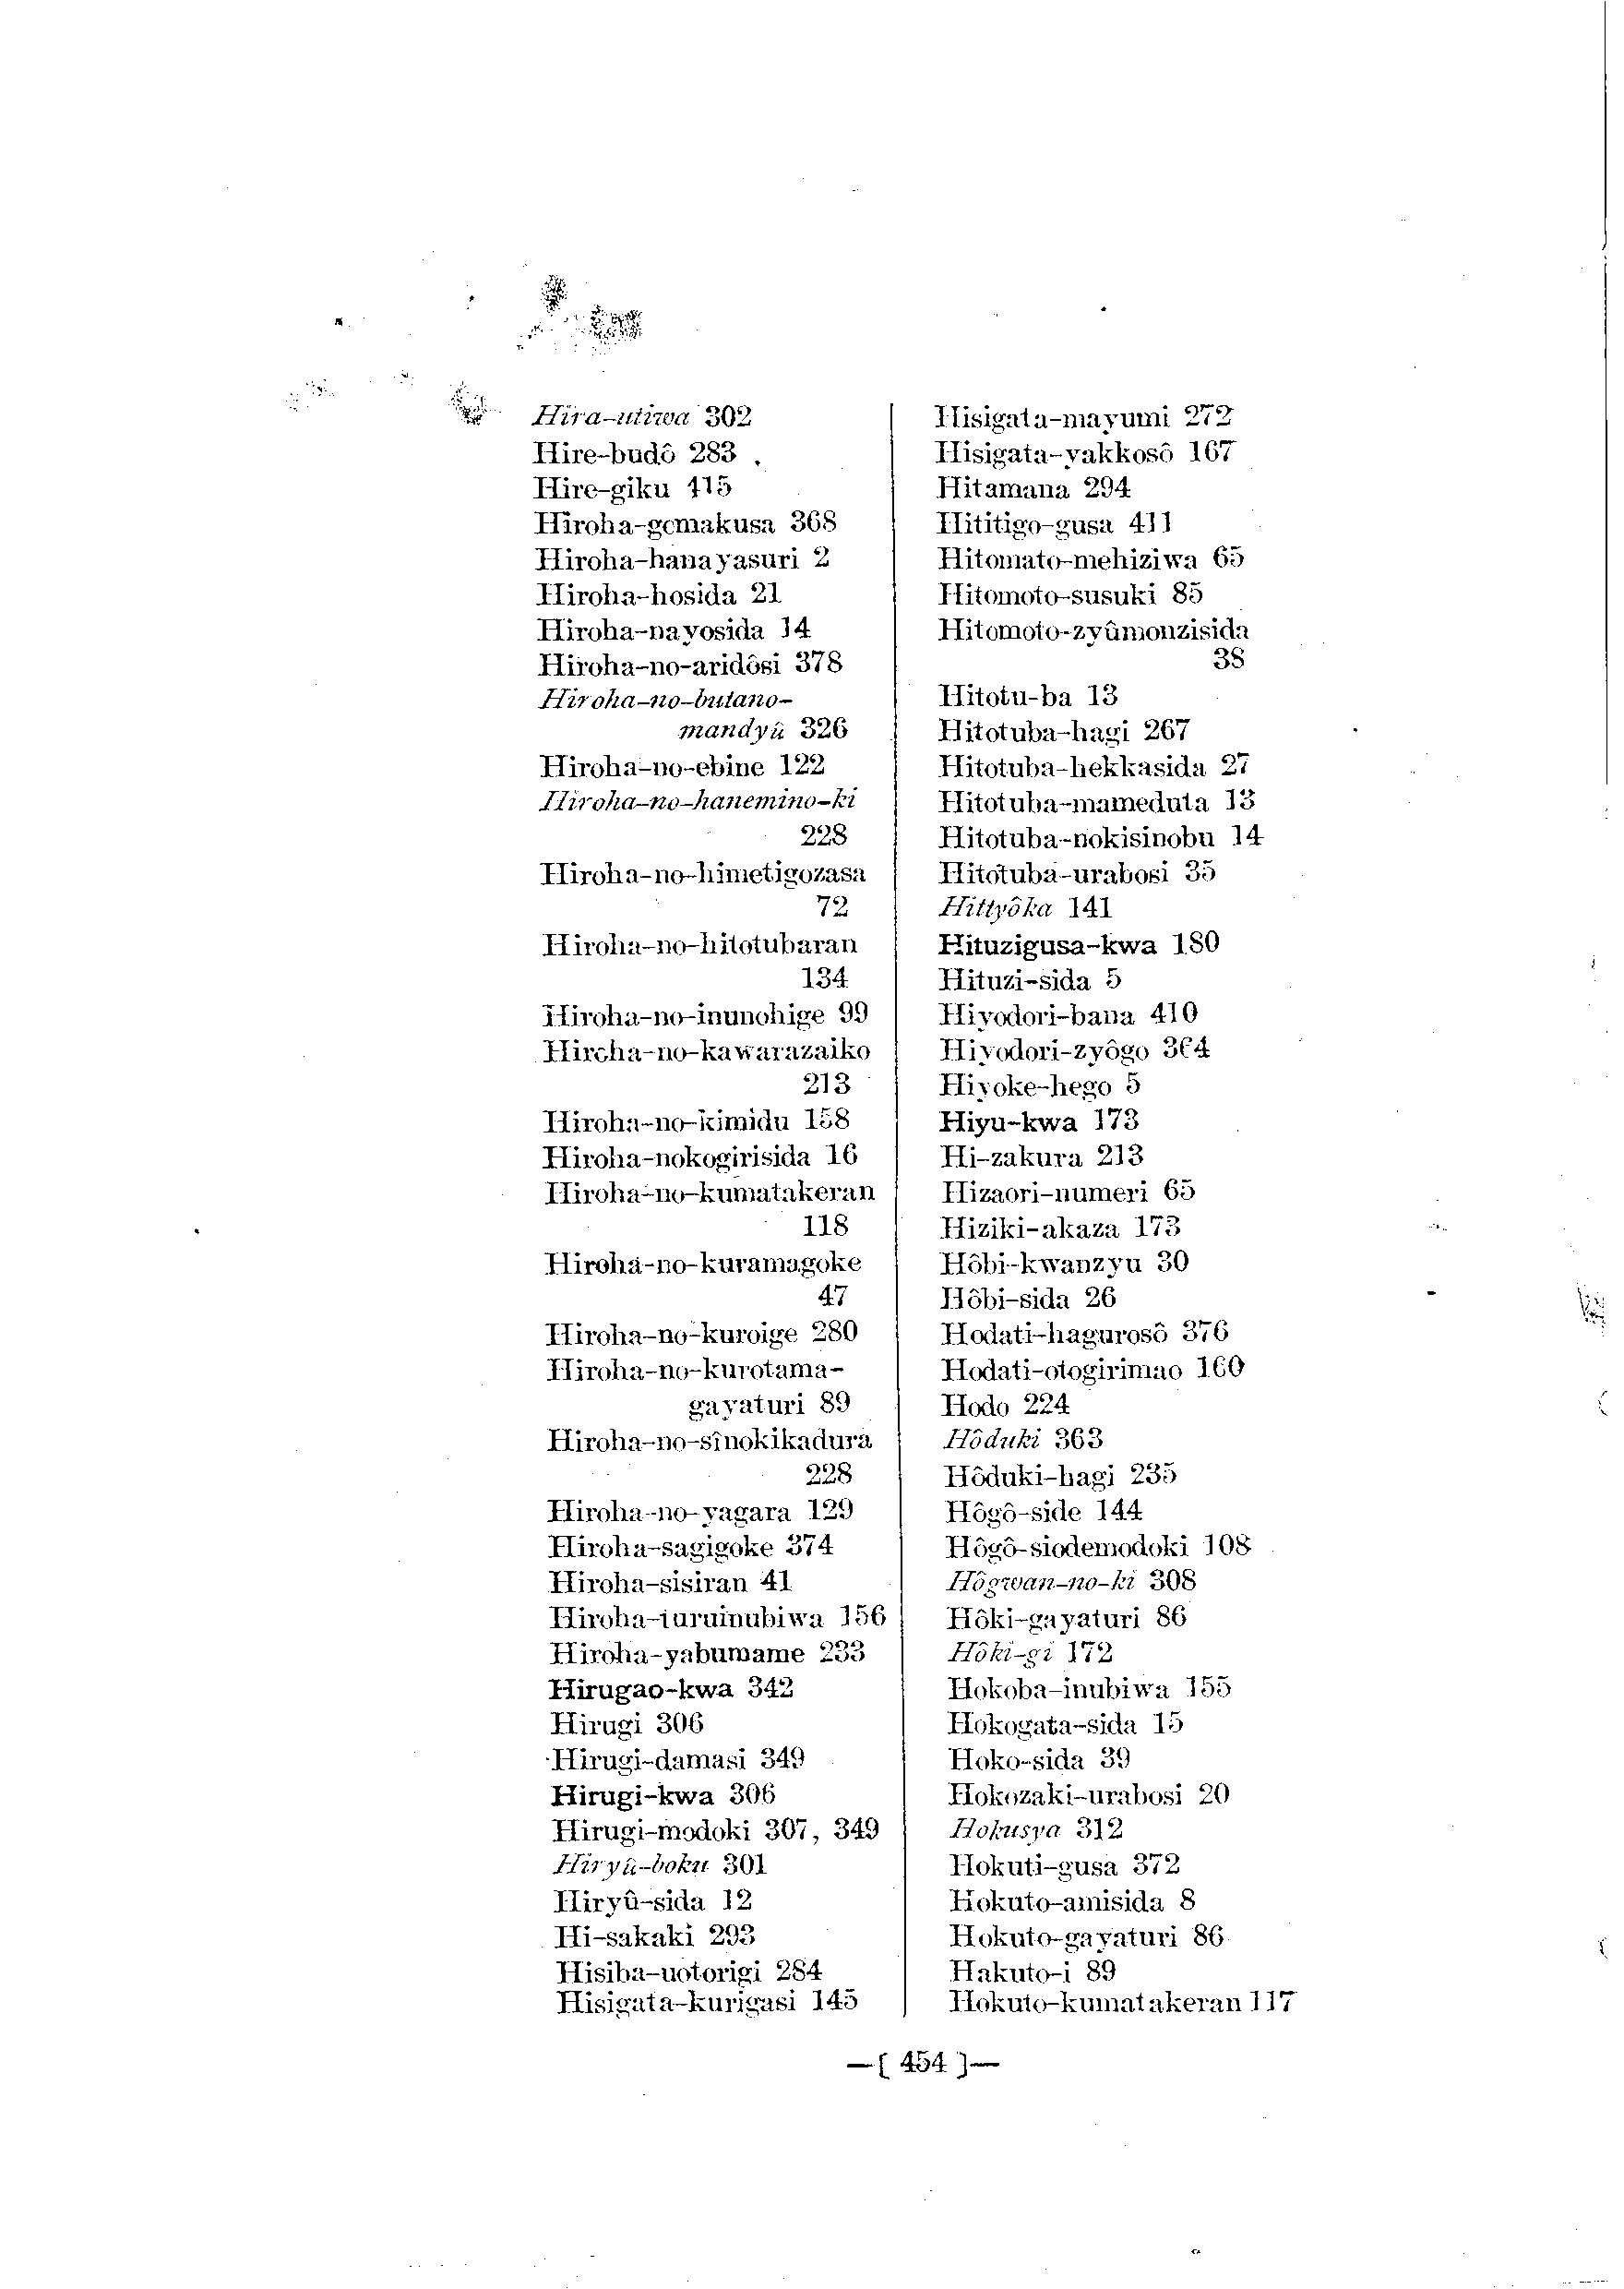 Hira-utiwa 302
Hire-budô 283
Hire-giku 415
Hiroha-gomakusa 368
Hiroha-hanayasuri 2
Hiroha-hosida 21
Hiroha-nayosida 14
Hiroha-no-aridôsi 378
Hiroha-no-butano-
mandyû 326
Hiroha-no-ebine 122
Hiroha-no-hanemino-ki
228
Hiroha-no-himetigozasa
72
Hiroha-no-hitotubaran
134
Hiroha-no-inunohige 99
Hiroha-no-kawarazaiko
213
Hiroha-no-kimidu 158
Hiroha-nokogirisida 16
Hiroha-no-kumatakeran
118
Hiroha-no-kuramagoke
47
Hiroha-no-kuroige 280
Hiroha-no-kurotama-
gayaturi 89
Hiroha-no-sinokikadura
228
Hiroha-no-yagara 129
Hiroha-sagigoke 374
Hiroha-sisiran 41
Hiroha-turuinubiwa 156
Hiroha-yabumame 233
Hirugao-kwa 342
Hirugi 306
Hirugi-damasi 349
Hirugi-kwa 306
Hirugi-modoki 307, 349
Hiryû-boku 301
Hiryû-sida 12
Hi-sakaki 293
Hisiba-uotorigi 284
Hisigata-kurigasi 145
Hisigata-mayumi 272
Hisigata-yakkosô 167
Hitamana 294
Hititigo-gusa 411
Hitomato-mehiziwa 65
Hitomoto-susuki 85
Hitomoto-zyûmonzisida
38
Hitotu-ba 13
Hitotuba-hagi 267
Hitotuba-hekkasida 27
Hitotuba-mameduta 13
Hitotuba-nokisinobu 14
Hitotuba-urabosi 35
Hittyôka 141
Hituzigusa-kwa 180
Hituzi-sida 5
Hiyodori-bana 410
Hiyodori-zyôgo 364
Hiyoke-hego 5
Hiyu-kwa 173
Hi-zakura 213
Hizaori-numeri 65
Hiziki-akaza 173
Hôbi-kwanzyu 30
Hôbi-sida 26
Hodati-hagurosô 376
Hodati-otogirimao 160
Hodo 224
Hôduki 363
Hôduki-hagi 235
Hôgô-side 144
Hôgô-siodemodoki 108
Hôgwan-no-ki 308
Hôki-gayaturi 86
Hôki-gi 172
Hokoba-inubiwa 155
Hokogata-sida 15
Hoko-sida 39
Hokozaki-urabosi 20
Hokusya 312
Hokuti-gusa 372
Hokuto-amisida 8
Hokuto-gayaturi 86
Hakuto-i 89
Hokuto-kumatakeran 117
—( 454 )—